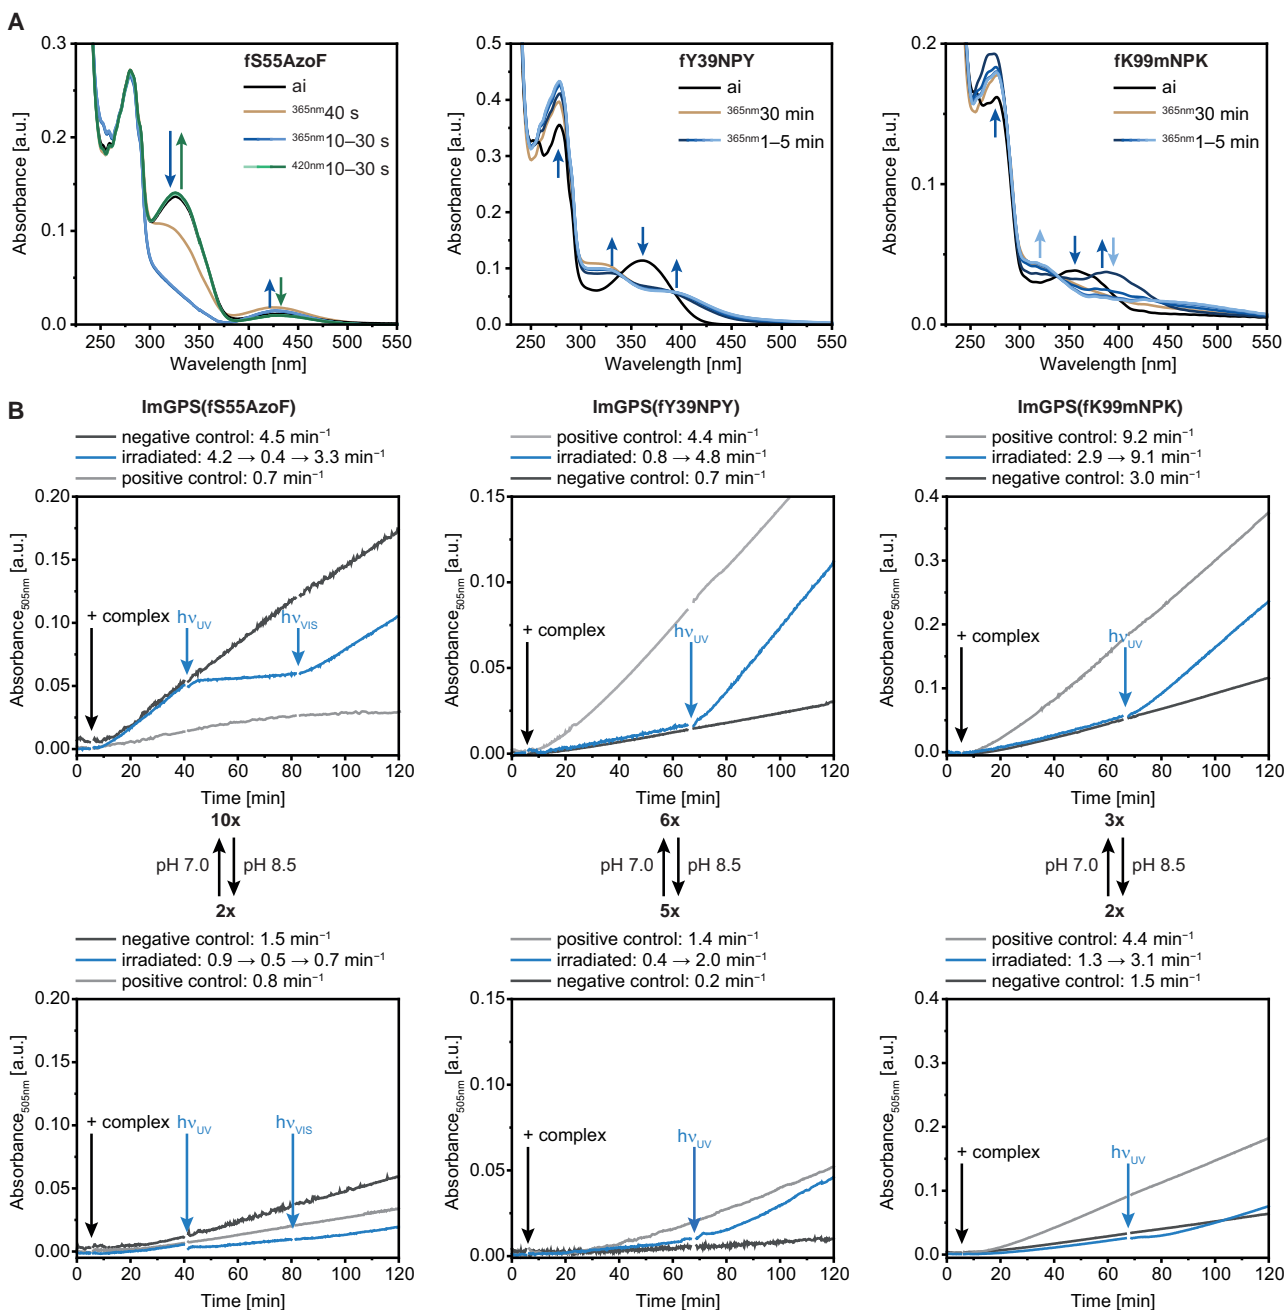 A
fS55AzoF
ai
365nm40 s
365nm10–30 s
420nm10–30 s
Absorbance [a.u.]
0.3
0.2
0.1
0.0
250 300 350 400 450 500 550
Wavelength [nm]
fY39NPY
ai
365nm30 min
365nm1–5 min
Absorbance [a.u.]
0.5
0.4
0.3
0.2
0.1
0.0
250 300 350 400 450 500 550
Wavelength [nm]
fK99mNPK
ai
365nm30 min
365nm1–5 min
Absorbance [a.u.]
0.2
0.1
0.0
250 300 350 400 450 500 550
Wavelength [nm]
B
ImGPS(fS55AzoF)
negative control: 4.5 min⁻¹
irradiated: 4.2 → 0.4 → 3.3 min⁻¹
positive control: 0.7 min⁻¹
Absorbance505nm [a.u.]
0.20
0.15
0.10
0.05
0.00
+ complex
hνUV
hνVIS
0 20 40 60 80 100 120
Time [min]
ImGPS(fY39NPY)
positive control: 4.4 min⁻¹
irradiated: 0.8 → 4.8 min⁻¹
negative control: 0.7 min⁻¹
Absorbance505nm [a.u.]
0.15
0.10
0.05
0.00
+ complex
hνUV
0 20 40 60 80 100 120
Time [min]
ImGPS(fK99mNPK)
positive control: 9.2 min⁻¹
irradiated: 2.9 → 9.1 min⁻¹
negative control: 3.0 min⁻¹
Absorbance505nm [a.u.]
0.4
0.3
0.2
0.1
0.0
+ complex
hνUV
0 20 40 60 80 100 120
Time [min]
10x
pH 7.0 pH 8.5
2x
6x
pH 7.0 pH 8.5
5x
3x
pH 7.0 pH 8.5
2x
negative control: 1.5 min⁻¹
irradiated: 0.9 → 0.5 → 0.7 min⁻¹
positive control: 0.8 min⁻¹
Absorbance505nm [a.u.]
0.20
0.15
0.10
0.05
0.00
+ complex
hνUV
hνVIS
0 20 40 60 80 100 120
Time [min]
positive control: 1.4 min⁻¹
irradiated: 0.4 → 2.0 min⁻¹
negative control: 0.2 min⁻¹
Absorbance505nm [a.u.]
0.15
0.10
0.05
0.00
+ complex
hνUV
0 20 40 60 80 100 120
Time [min]
positive control: 4.4 min⁻¹
irradiated: 1.3 → 3.1 min⁻¹
negative control: 1.5 min⁻¹
Absorbance505nm [a.u.]
0.4
0.3
0.2
0.1
0.0
+ complex
hνUV
0 20 40 60 80 100 120
Time [min]